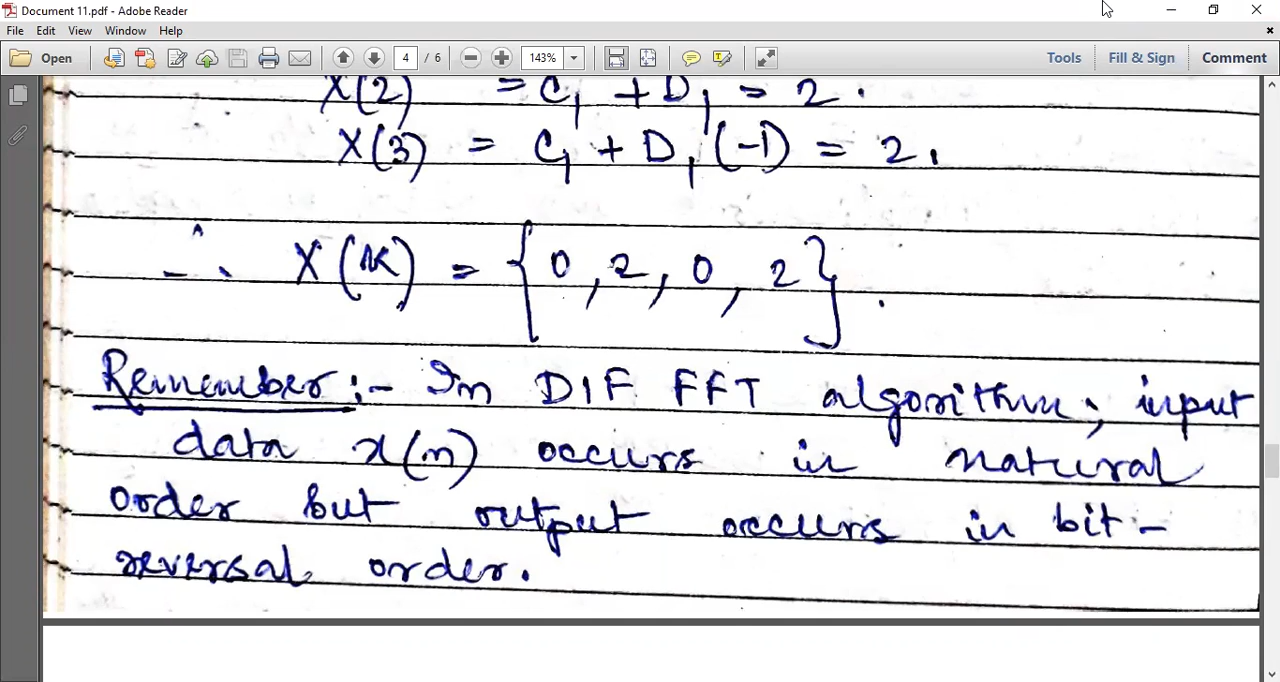 Document 11.pdf - Adobe Reader
File Edit View Window Help
Open 4 / 6 143% Tools Fill & Sign Comment
X(2) = C1 + D1 = 2.
X(3) = C1 + D1 (-1) = 2.
∴ X(K) = {0, 2, 0, 2}.
Remember :- In DIF FFT algorithm, input
data x(n) occurs in natural
order but output occurs in bit-
reversal order.